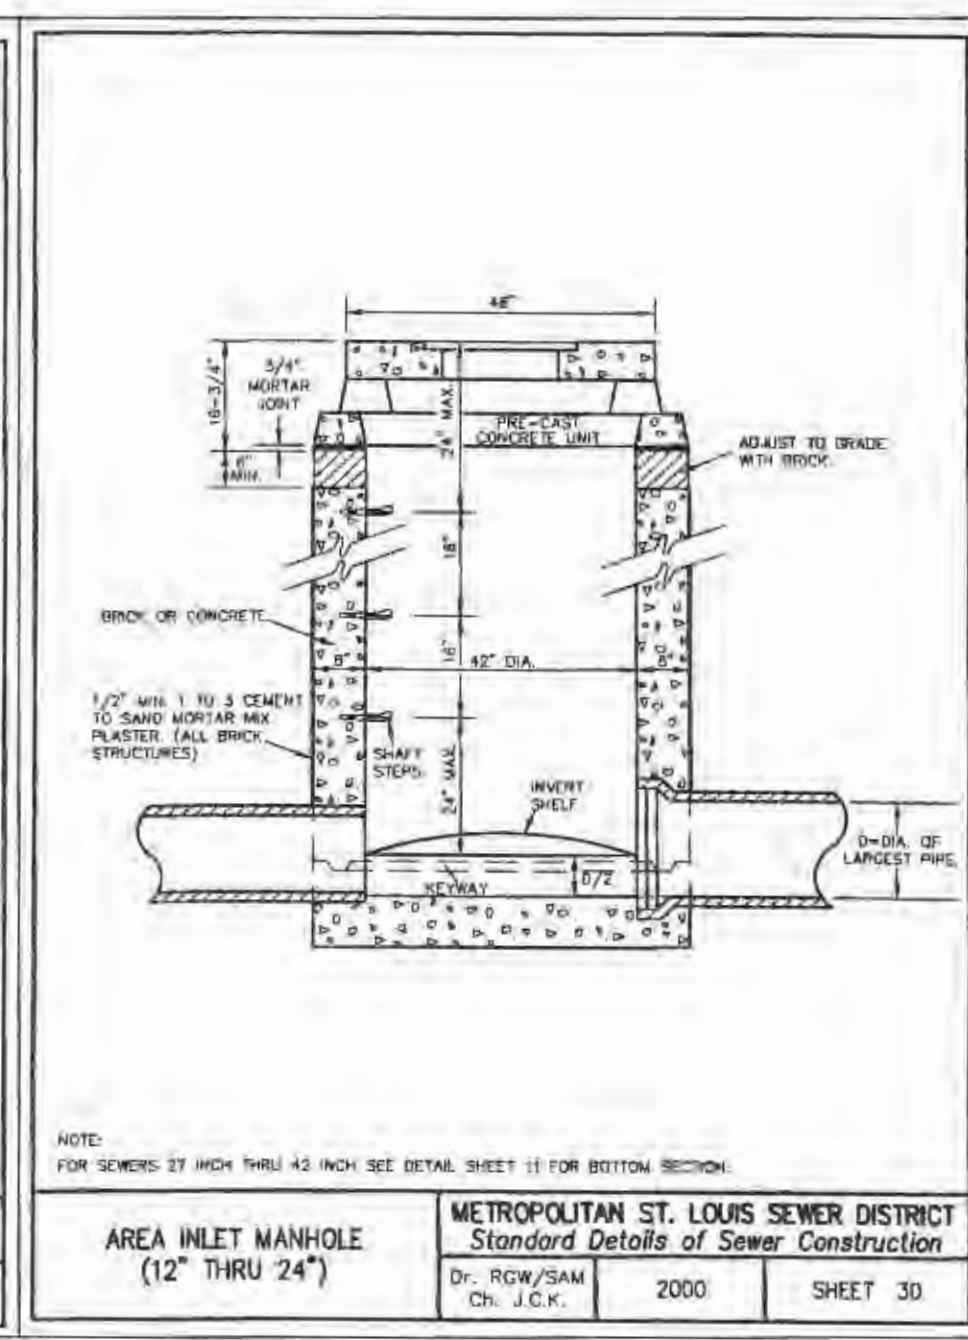 48"
16-3/4"
3/4"
MORTAR
JOINT
6"
MIN.
24" MAX.
PRE-CAST
CONCRETE UNIT
ADJUST TO GRADE
WITH BRICK.
16"
BRICK OR CONCRETE
16"
8"
42" DIA.
8"
1/2" MIN. 1 TO 3 CEMENT
TO SAND MORTAR MIX
PLASTER. (ALL BRICK
STRUCTURES)
SHAFT
STEPS
24" MAX
INVERT
SHELF
D=DIA. OF
LARGEST PIPE.
KEYWAY
D/2
NOTE:
FOR SEWERS 27 INCH THRU 42 INCH SEE DETAIL SHEET 11 FOR BOTTOM SECTION.
AREA INLET MANHOLE
(12" THRU 24")
METROPOLITAN ST. LOUIS SEWER DISTRICT
Standard Details of Sewer Construction
Dr. RGW/SAM
Ch. J.C.K.
2000
SHEET 30